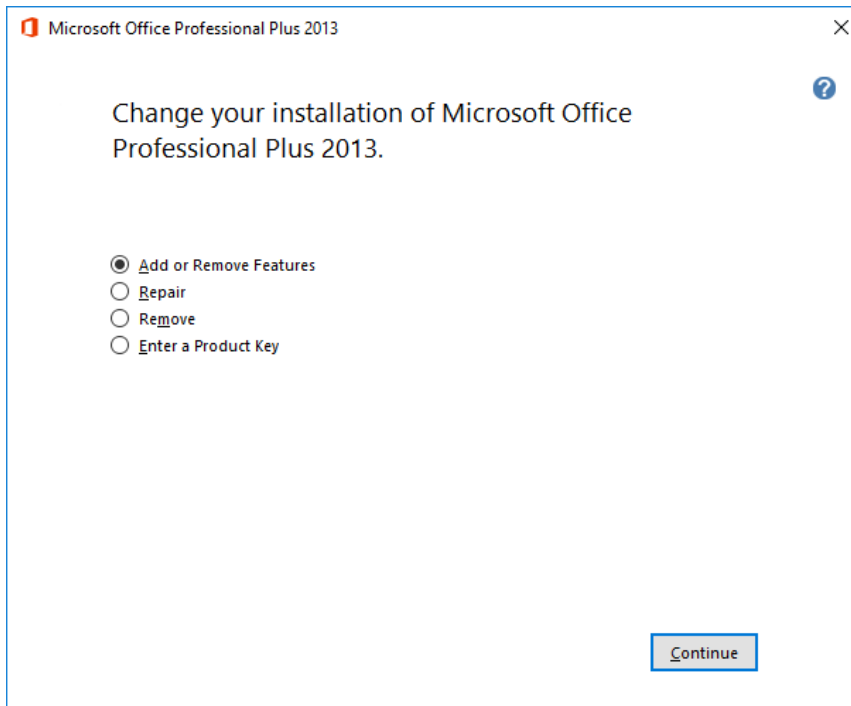 Microsoft Office Professional Plus 2013
?
Change your installation of Microsoft Office
Professional Plus 2013.
Add or Remove Features
Repair
Remove
Enter a Product Key
Continue